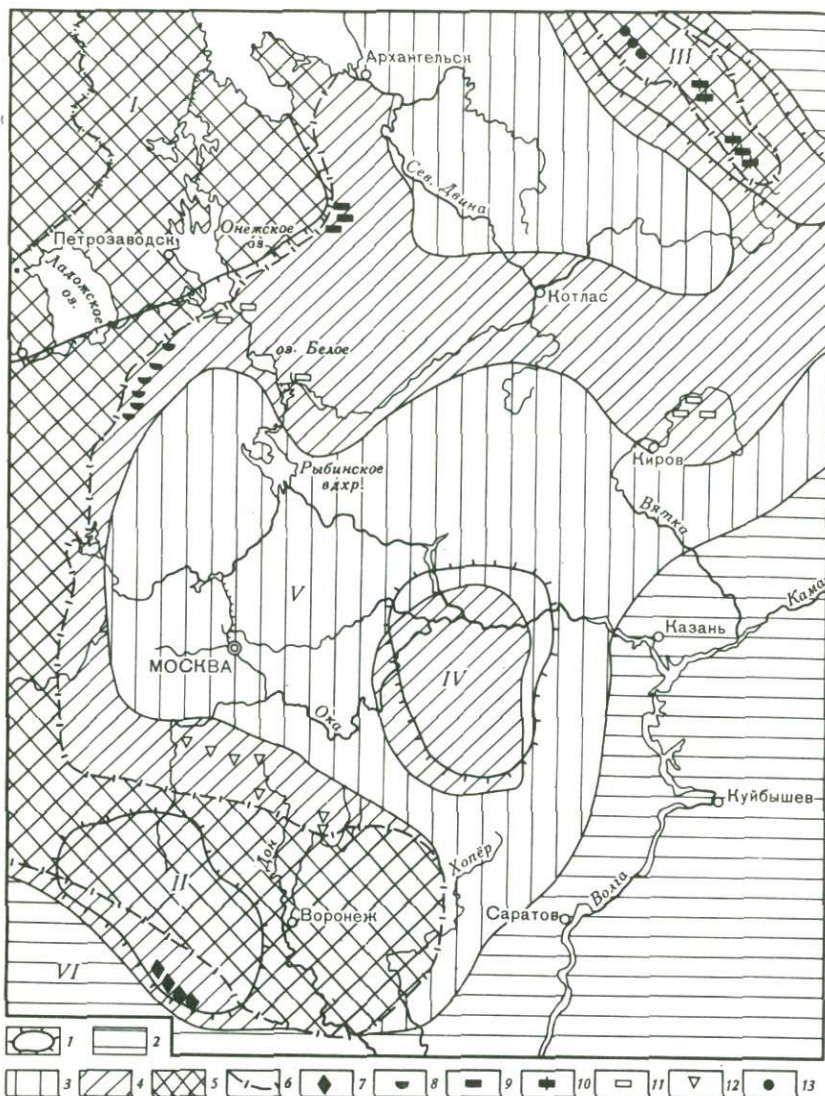 Архангельск
III
I
Сев. Двина
Онежское
оз.
Петрозаводск
Ладожское
оз.
Котлас
оз. Белое
Киров
Рыбинское
вдхр.
Вятка
V
Кама
Казань
МОСКВА
IV
Ока
Куйбышев
Дон
Хопёр
II
Волга
Воронеж
Саратов
VI
1 2
3 4 5 6 7 8 9 10 11 12 13